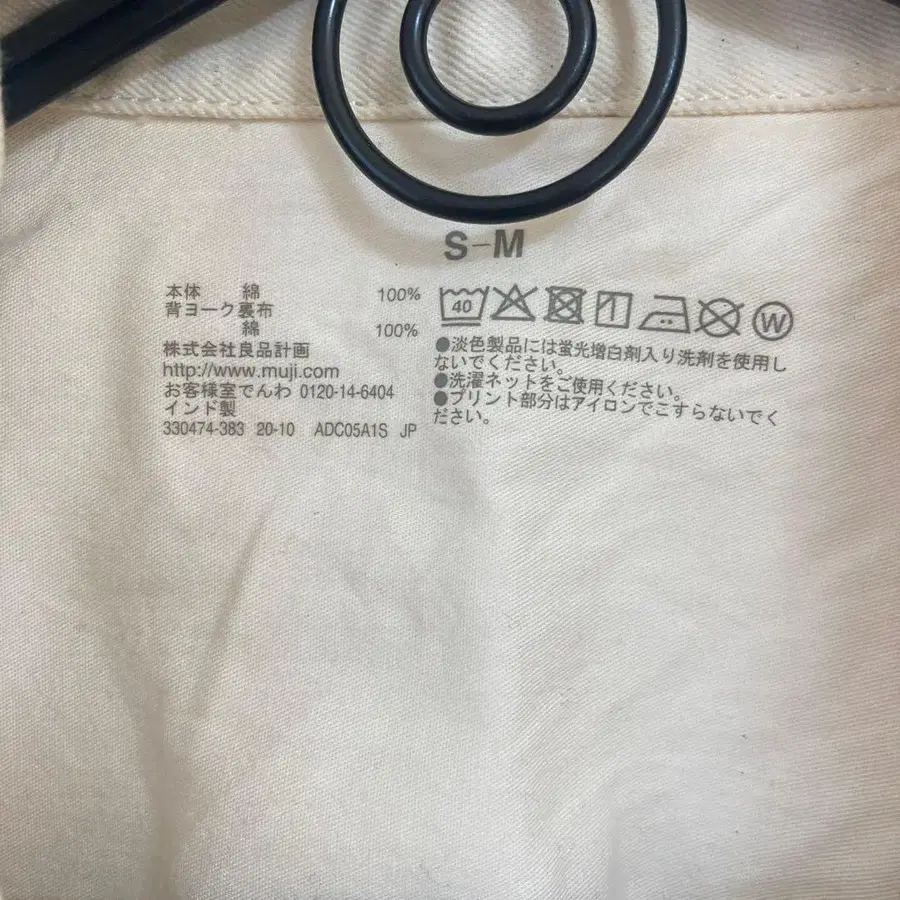 S-M
本体 綿 100%
背ヨーク裏布
綿 100%
株式会社良品計画
http://www.muji.com
お客様室でんわ 0120-14-6404
インド製
330474-383 20-10 ADC05A1S JP
40
W
●淡色製品には蛍光増白剤入り洗剤を使用し
ないでください。
●洗濯ネットをご使用ください。
●プリント部分はアイロンでこすらないでく
ださい。